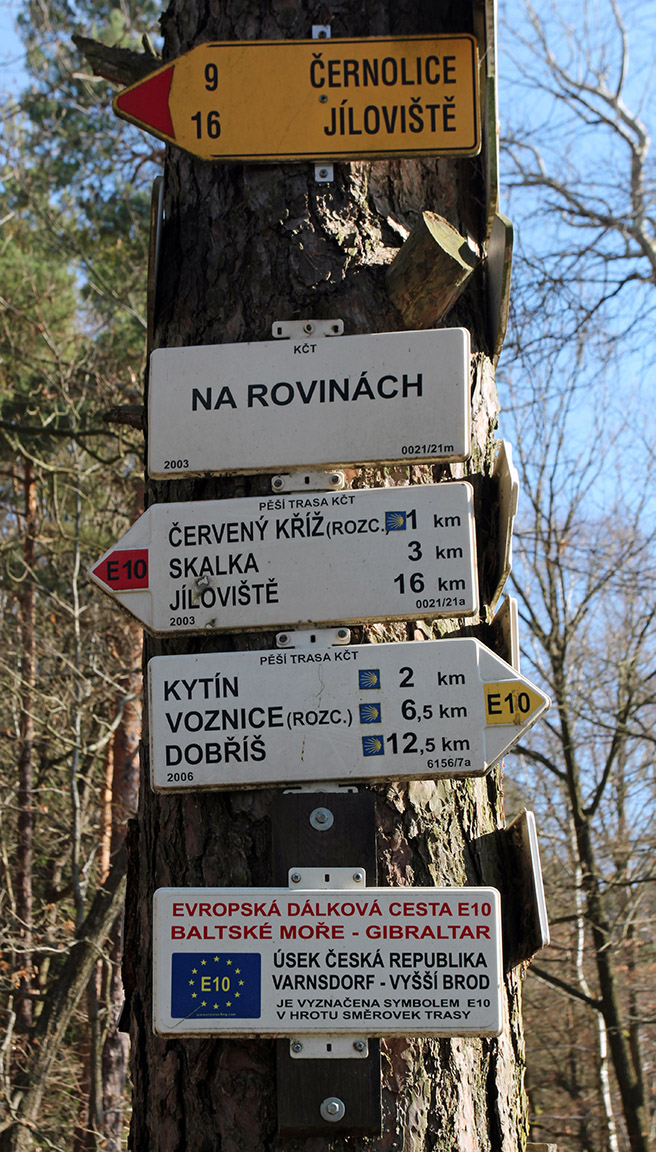 9 ČERNOLICE
16 JÍLOVIŠTĚ
KČT
NA ROVINÁCH
2003 0021/21m
PĚŠÍ TRASA KČT
ČERVENÝ KŘÍŽ (ROZC.) 1 km
E10 SKALKA 3 km
JÍLOVIŠTĚ 16 km
2003 0021/21a
PĚŠÍ TRASA KČT
KYTÍN 2 km
VOZNICE (ROZC.) 6,5 km E10
DOBŘÍŠ 12,5 km
2006 6156/7a
EVROPSKÁ DÁLKOVÁ CESTA E10
BALTSKÉ MOŘE - GIBRALTAR
ÚSEK ČESKÁ REPUBLIKA
E10 VARNSDORF - VYŠŠÍ BROD
JE VYZNAČENA SYMBOLEM E10
V HROTU SMĚROVEK TRASY